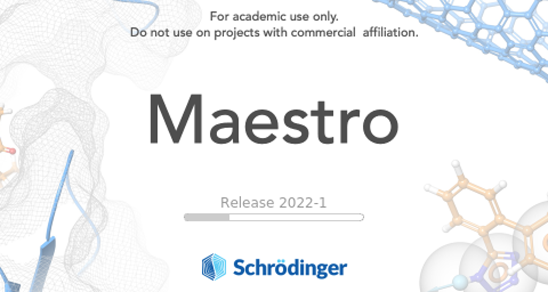 For academic use only.
Do not use on projects with commercial affiliation.
Maestro
Release 2022-1
Schrödinger